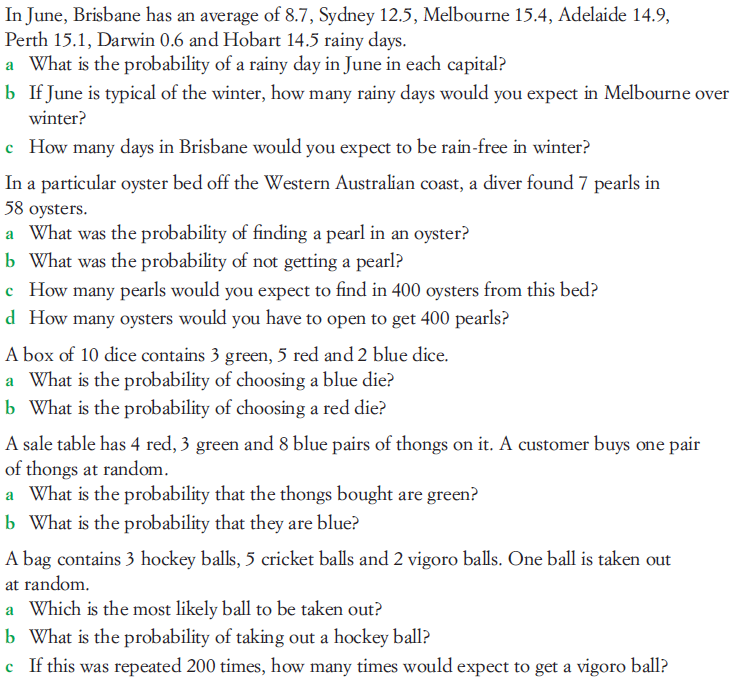 In June, Brisbane has an average of 8.7, Sydney 12.5, Melbourne 15.4, Adelaide 14.9,
Perth 15.1, Darwin 0.6 and Hobart 14.5 rainy days.
a What is the probability of a rainy day in June in each capital?
b If June is typical of the winter, how many rainy days would you expect in Melbourne over
winter?
c How many days in Brisbane would you expect to be rain-free in winter?
In a particular oyster bed off the Western Australian coast, a diver found 7 pearls in
58 oysters.
a What was the probability of finding a pearl in an oyster?
b What was the probability of not getting a pearl?
c How many pearls would you expect to find in 400 oysters from this bed?
d How many oysters would you have to open to get 400 pearls?
A box of 10 dice contains 3 green, 5 red and 2 blue dice.
a What is the probability of choosing a blue die?
b What is the probability of choosing a red die?
A sale table has 4 red, 3 green and 8 blue pairs of thongs on it. A customer buys one pair
of thongs at random.
a What is the probability that the thongs bought are green?
b What is the probability that they are blue?
A bag contains 3 hockey balls, 5 cricket balls and 2 vigoro balls. One ball is taken out
at random.
a Which is the most likely ball to be taken out?
b What is the probability of taking out a hockey ball?
c If this was repeated 200 times, how many times would expect to get a vigoro ball?